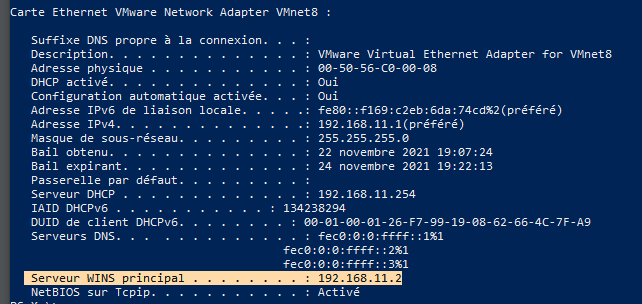 Carte Ethernet VMware Network Adapter VMnet8 :
Suffixe DNS propre à la connexion. . . :
Description. . . . . . . . . . . . . . : VMware Virtual Ethernet Adapter for VMnet8
Adresse physique . . . . . . . . . . . : 00-50-56-C0-00-08
DHCP activé. . . . . . . . . . . . . . : Oui
Configuration automatique activée. . . : Oui
Adresse IPv6 de liaison locale. . . . .: fe80::f169:c2eb:6da:74cd%2(préféré)
Adresse IPv4. . . . . . . . . . . . . .: 192.168.11.1(préféré)
Masque de sous-réseau. . . . . . . . . : 255.255.255.0
Bail obtenu. . . . . . . . . . . . . . : 22 novembre 2021 19:07:24
Bail expirant. . . . . . . . . . . . . : 24 novembre 2021 19:22:13
Passerelle par défaut. . . . . . . . . :
Serveur DHCP . . . . . . . . . . . . . : 192.168.11.254
IAID DHCPv6 . . . . . . . . . . . : 134238294
DUID de client DHCPv6. . . . . . . . : 00-01-00-01-26-F7-99-19-08-62-66-4C-7F-A9
Serveurs DNS. . . . . . . . . . . . . : fec0:0:0:ffff::1%1
fec0:0:0:ffff::2%1
fec0:0:0:ffff::3%1
Serveur WINS principal . . . . . . . . : 192.168.11.2
NetBIOS sur Tcpip. . . . . . . . . . . : Activé